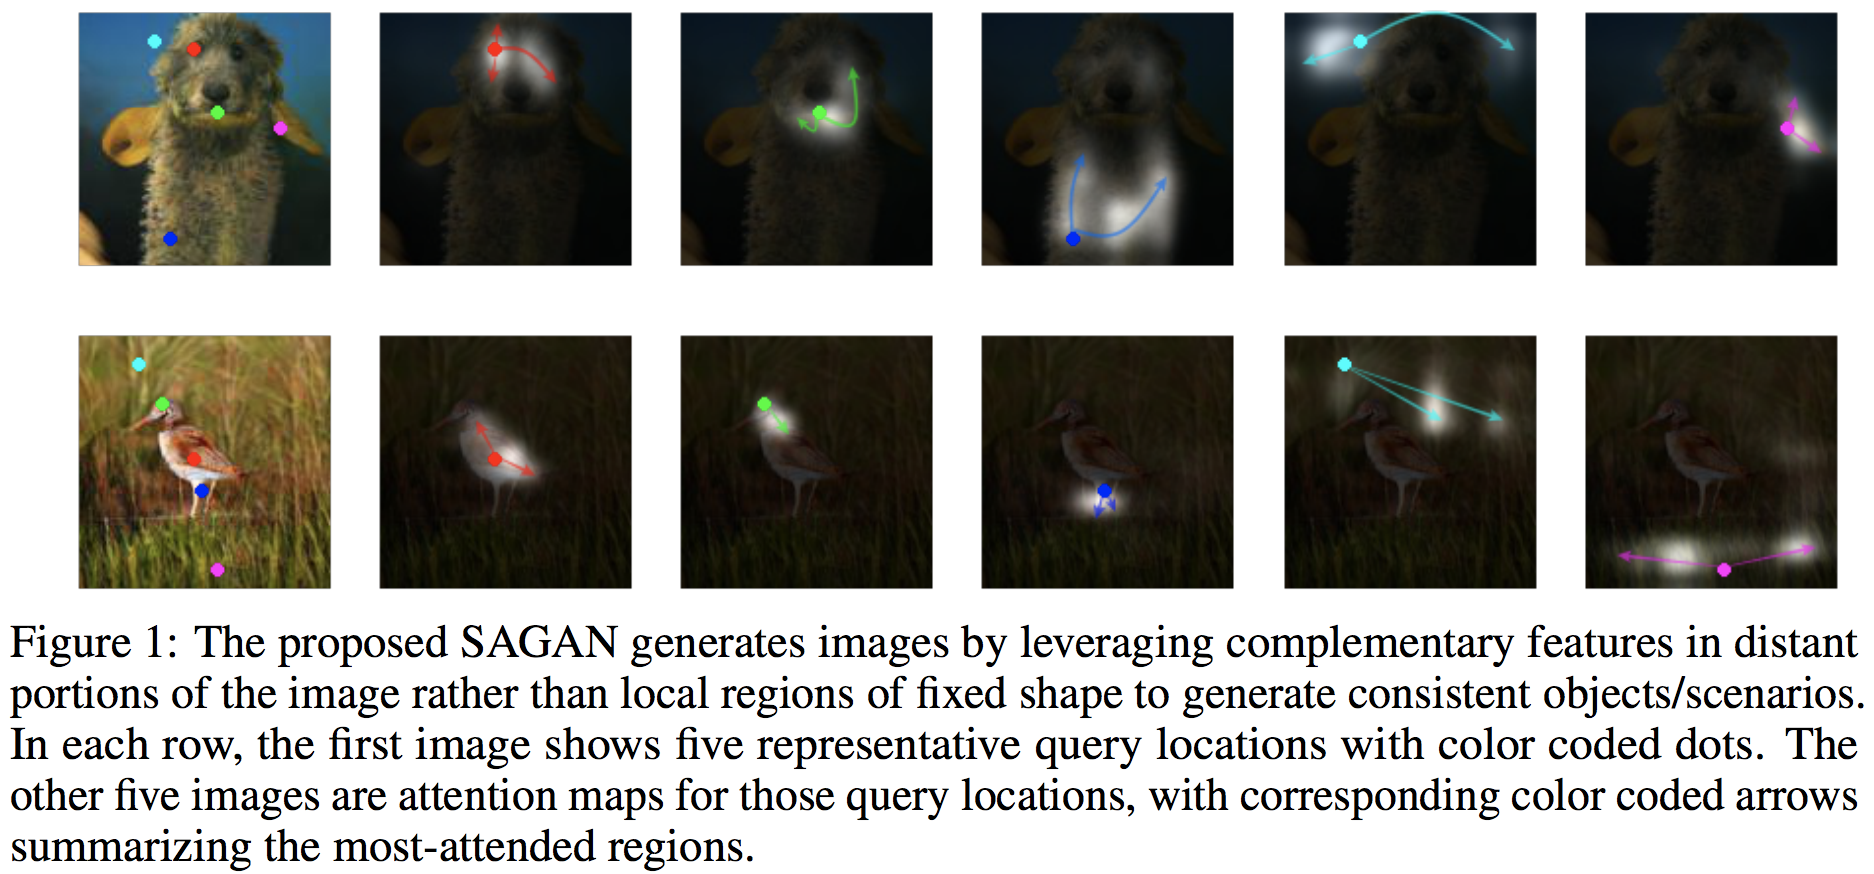 Figure 1: The proposed SAGAN generates images by leveraging complementary features in distant
portions of the image rather than local regions of fixed shape to generate consistent objects/scenarios.
In each row, the first image shows five representative query locations with color coded dots. The
other five images are attention maps for those query locations, with corresponding color coded arrows
summarizing the most-attended regions.